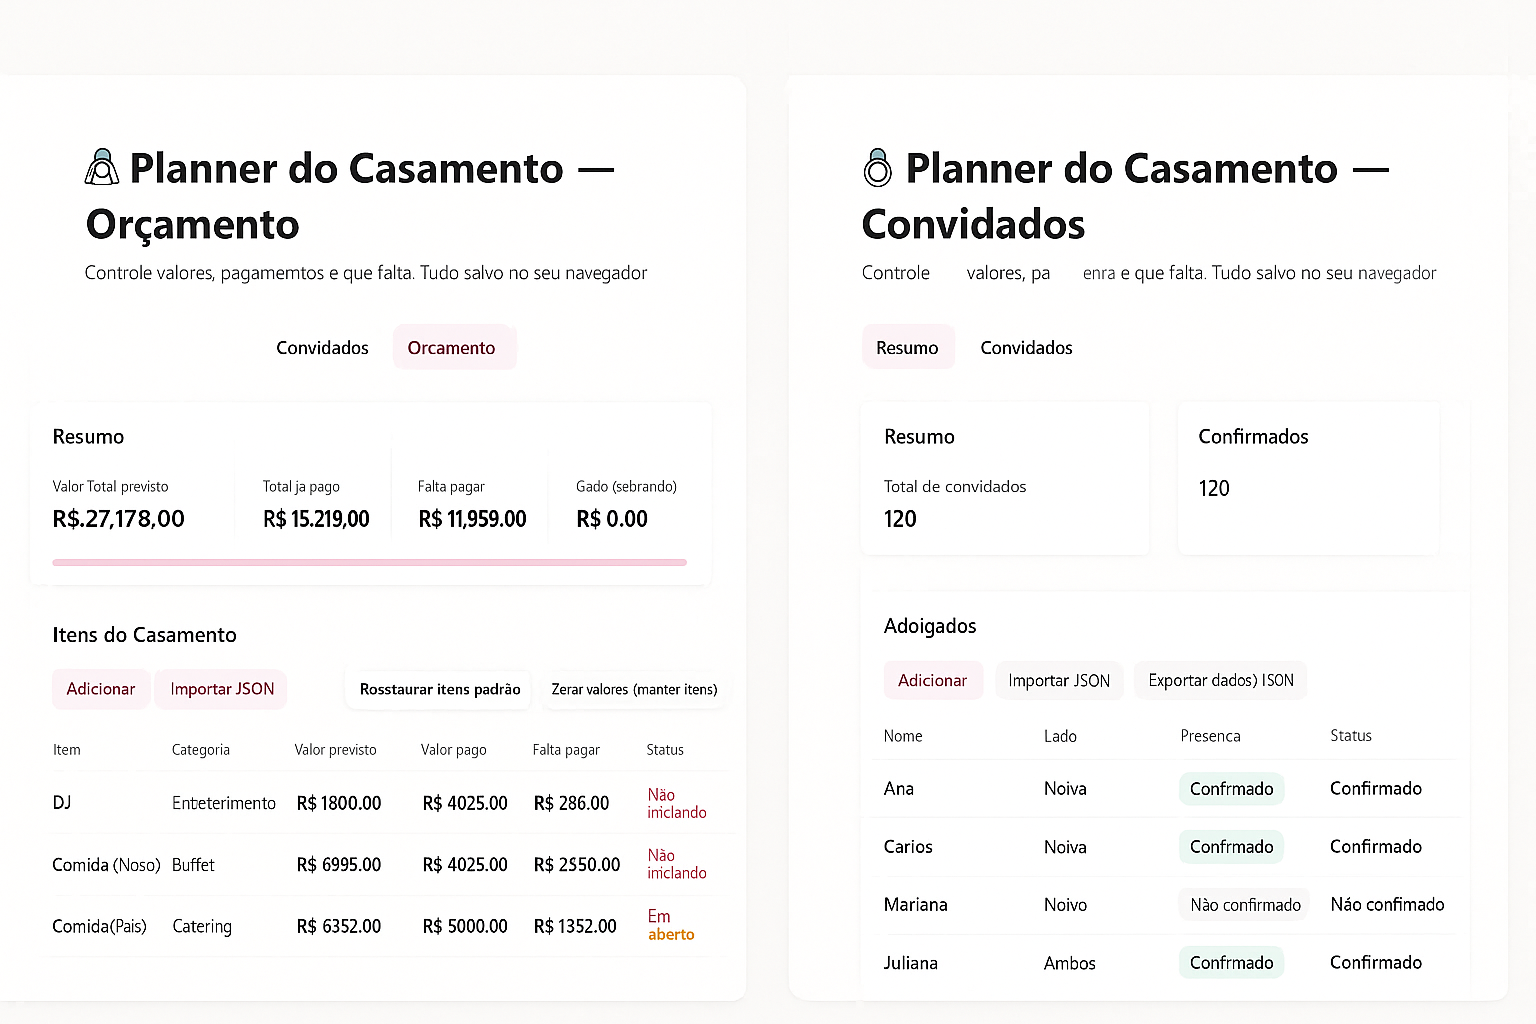 Planner do Casamento —
Orçamento
Controle valores, pagamemtos e que falta. Tudo salvo no seu navegador
Convidados Orcamento
Resumo
Valor Total previsto Total ja pago Falta pagar Gado (sebrando)
R$.27,178,00 R$ 15.219,00 R$ 11,959.00 R$ 0.00
Itens do Casamento
Adicionar Importar JSON Rosstaurar itens padrão Zerar valores (manter itens)
Item Categoria Valor previsto Valor pago Falta pagar Status
DJ Enteterimento R$ 1800.00 R$ 4025.00 R$ 286.00 Näo
iniclando
Comida (Noso) Buffet R$ 6995.00 R$ 4025.00 R$ 2550.00 Näo
iniclando
Comida(Pais) Catering R$ 6352.00 R$ 5000.00 R$ 1352.00 Em
aberto
Planner do Casamento —
Convidados
Controle valores, pa enra e que falta. Tudo salvo no seu navegador
Resumo Convidados
Resumo
Total de convidados
120
Confirmados
120
Adoigados
Adicionar Importar JSON Exportar dados) ISON
Nome Lado Presenca Status
Ana Noiva Confrmado Confirmado
Carios Noiva Confrmado Confirmado
Mariana Noivo Nào confirmado Náo confimado
Juliana Ambos Confrmado Confirmado